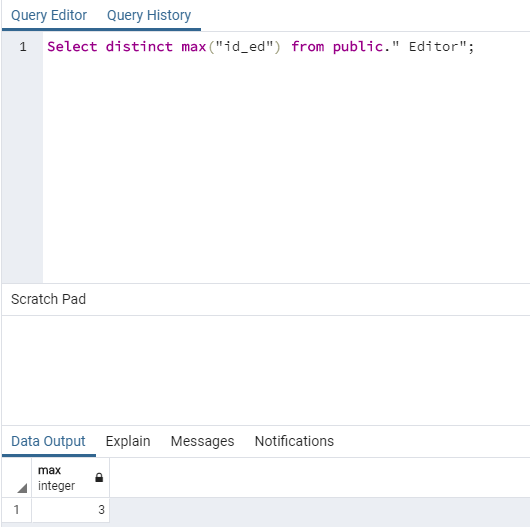 Query Editor Query History
1 Select distinct max("id_ed") from public." Editor";
Scratch Pad
Data Output Explain Messages Notifications
max
integer
1 3